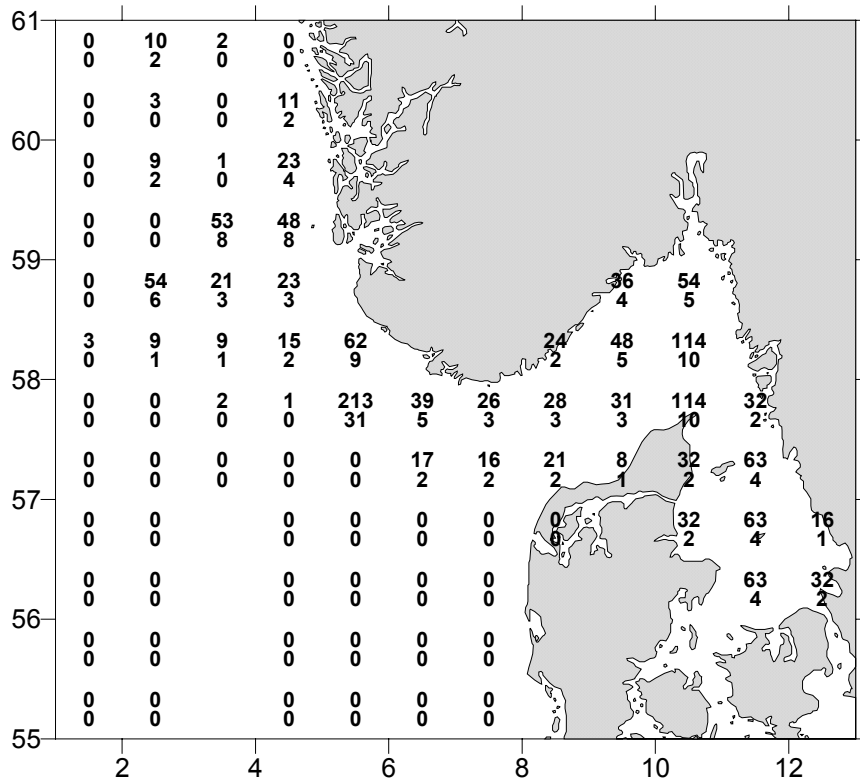 61
0 10 2 0
0 2 0 0
0 3 0 11
0 0 0 2
60
0 9 1 23
0 2 0 4
0 0 53 48
0 0 8 8
59
0 54 21 23 36 54
0 6 3 3 4 5
3 9 9 15 62 24 48 114
0 1 1 2 9 2 5 10
58
0 0 2 1 213 39 26 28 31 114 32
0 0 0 0 31 5 3 3 3 10 2
0 0 0 0 0 17 16 21 8 32 63
0 0 0 0 0 2 2 2 1 2 4
57
0 0 0 0 0 0 0 32 63 16
0 0 0 0 0 0 0 2 4 1
0 0 0 0 0 0 63 32
0 0 0 0 0 0 4 2
56
0 0 0 0 0 0
0 0 0 0 0 0
0 0 0 0 0 0
0 0 0 0 0 0
55
2 4 6 8 10 12